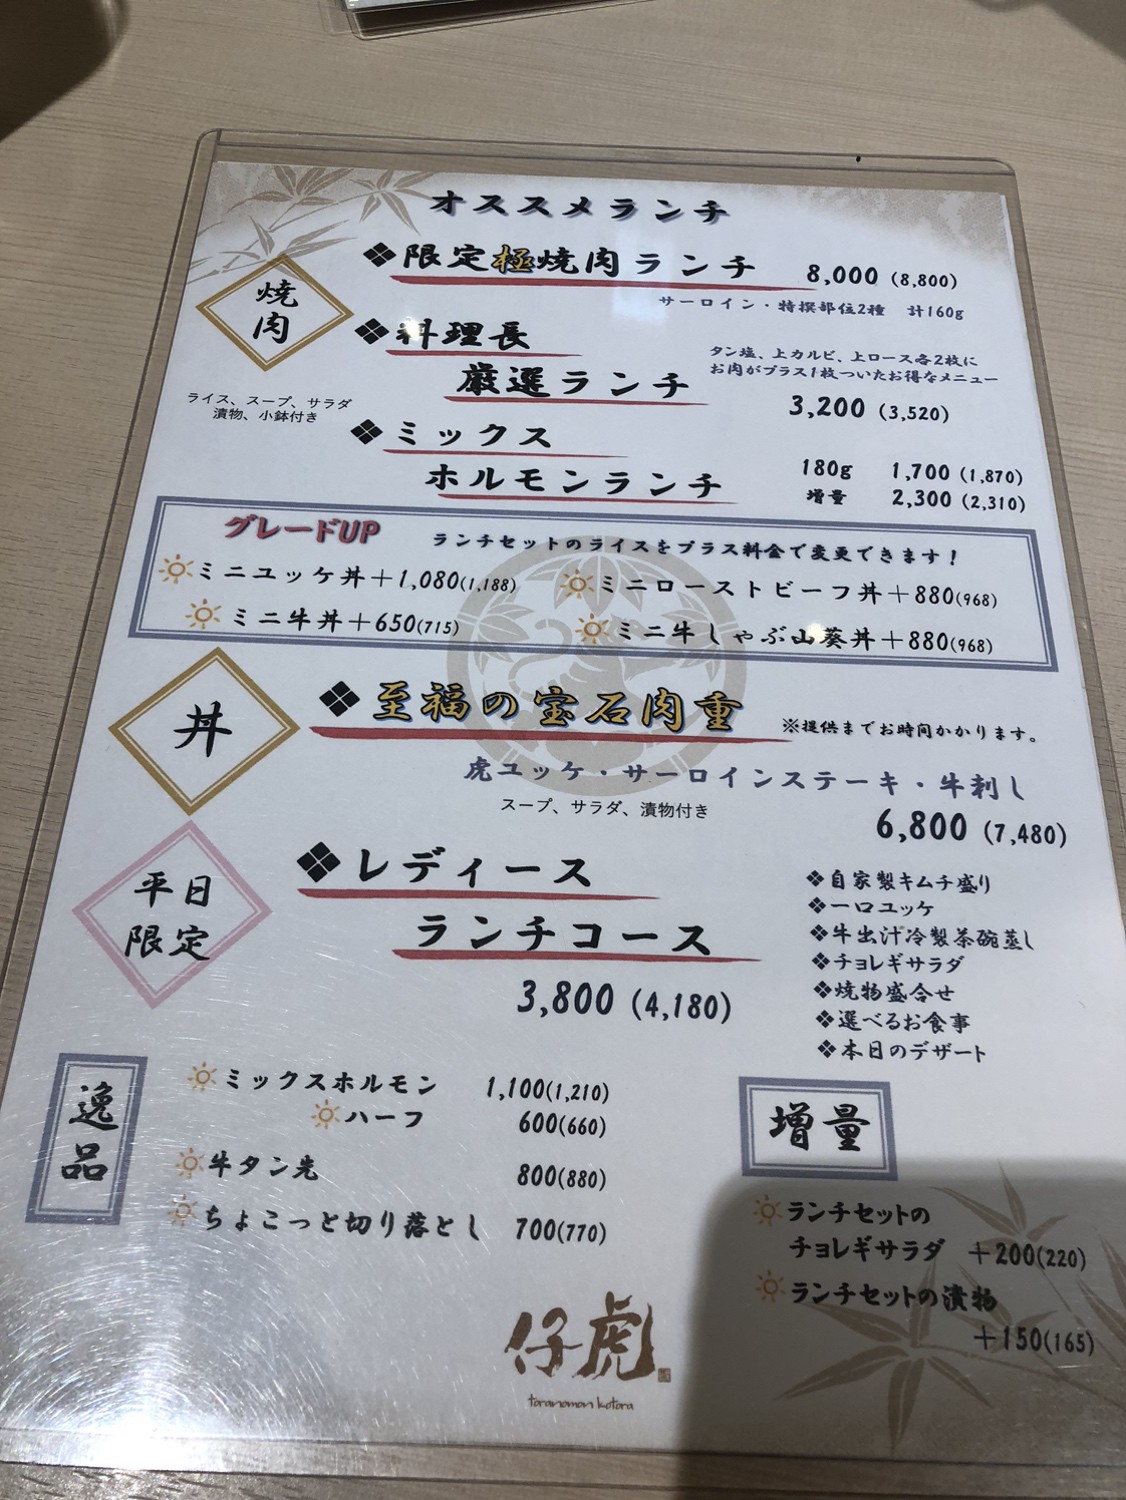 オススメランチ
❖限定極焼肉ランチ 8,000 (8,800)
サーロイン・特撰部位2種 計160g
焼肉
ライス、スープ、サラダ
漬物、小鉢付き
❖料理長
厳選ランチ
タン塩、上カルビ、上ロース各2枚に
お肉がプラス1枚ついたお得なメニュー
3,200 (3,520)
❖ミックス
ホルモンランチ
180g 1,700 (1,870)
増量 2,300 (2,310)
グレードUP ランチセットのライスをプラス料金で変更できます!
ミニユッケ丼+1,080(1,188) ミニローストビーフ丼+880(968)
ミニ牛丼+650(715) ミニ牛しゃぶ山葵丼+880(968)
丼
❖至福の宝石肉重 ※提供までお時間かかります。
虎ユッケ・サーロインステーキ・牛刺し
スープ、サラダ、漬物付き
6,800 (7,480)
平日
限定
❖レディース
ランチコース
3,800 (4,180)
❖自家製キムチ盛り
❖一口ユッケ
❖牛出汁冷製茶碗蒸し
❖チョレギサラダ
❖焼物盛合せ
❖選べるお食事
❖本日のデザート
逸品
ミックスホルモン 1,100(1,210)
ハーフ 600(660)
牛タン先 800(880)
ちょこっと切り落とし 700(770)
増量
ランチセットの
チョレギサラダ +200(220)
ランチセットの漬物
+150(165)
仔虎
toranomon kotora